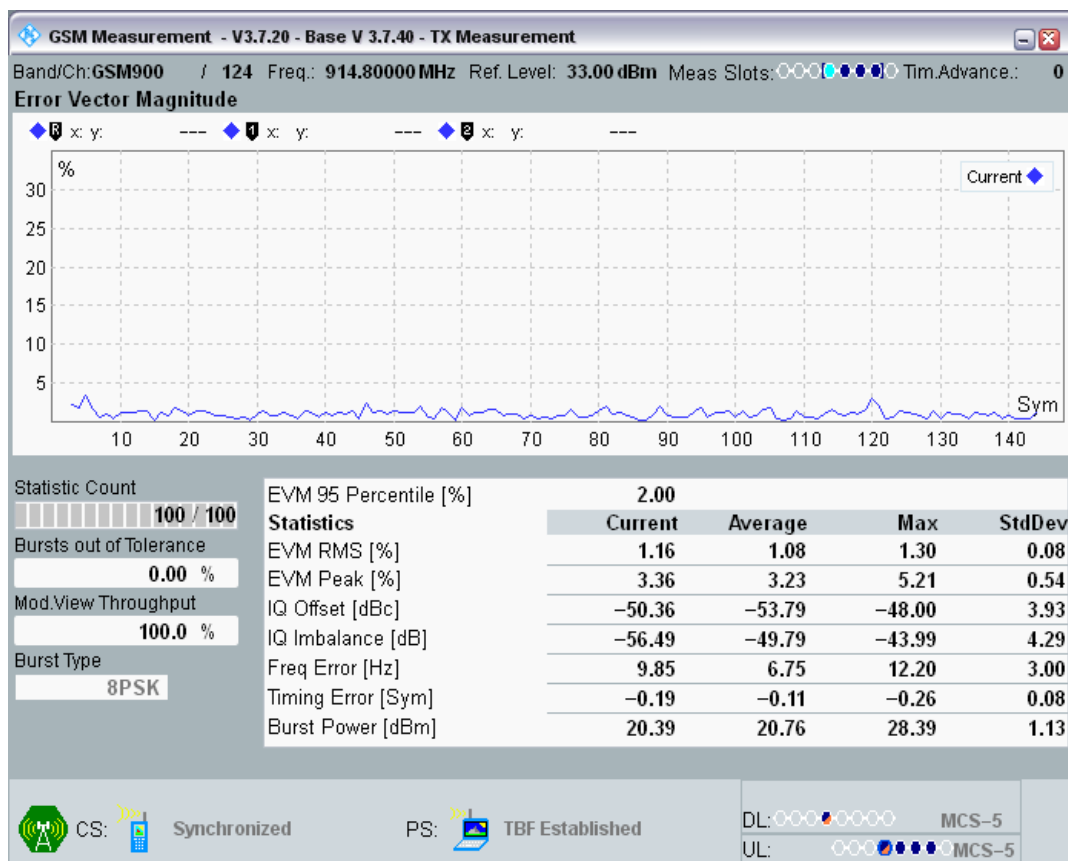 GSM Measurement - V3.7.20 - Base V 3.7.40 - TX Measurement
Band/Ch:GSM900 / 124 Freq.: 914.80000 MHz Ref. Level: 33.00 dBm Meas Slots: Tim.Advance.: 0
Error Vector Magnitude
R x: y: --- 1 x: y: --- 2 x: y: ---
%
Current
30
25
20
15
10
5
Sym
10 20 30 40 50 60 70 80 90 100 110 120 130 140
Statistic Count
100 / 100
Bursts out of Tolerance
0.00 %
Mod.View Throughput
100.0 %
Burst Type
8PSK
EVM 95 Percentile [%] 2.00
Statistics Current Average Max StdDev
EVM RMS [%] 1.16 1.08 1.30 0.08
EVM Peak [%] 3.36 3.23 5.21 0.54
IQ Offset [dBc] −50.36 −53.79 −48.00 3.93
IQ Imbalance [dB] −56.49 −49.79 −43.99 4.29
Freq Error [Hz] 9.85 6.75 12.20 3.00
Timing Error [Sym] −0.19 −0.11 −0.26 0.08
Burst Power [dBm] 20.39 20.76 28.39 1.13
CS: Synchronized PS: TBF Established
DL: MCS−5
UL: MCS−5